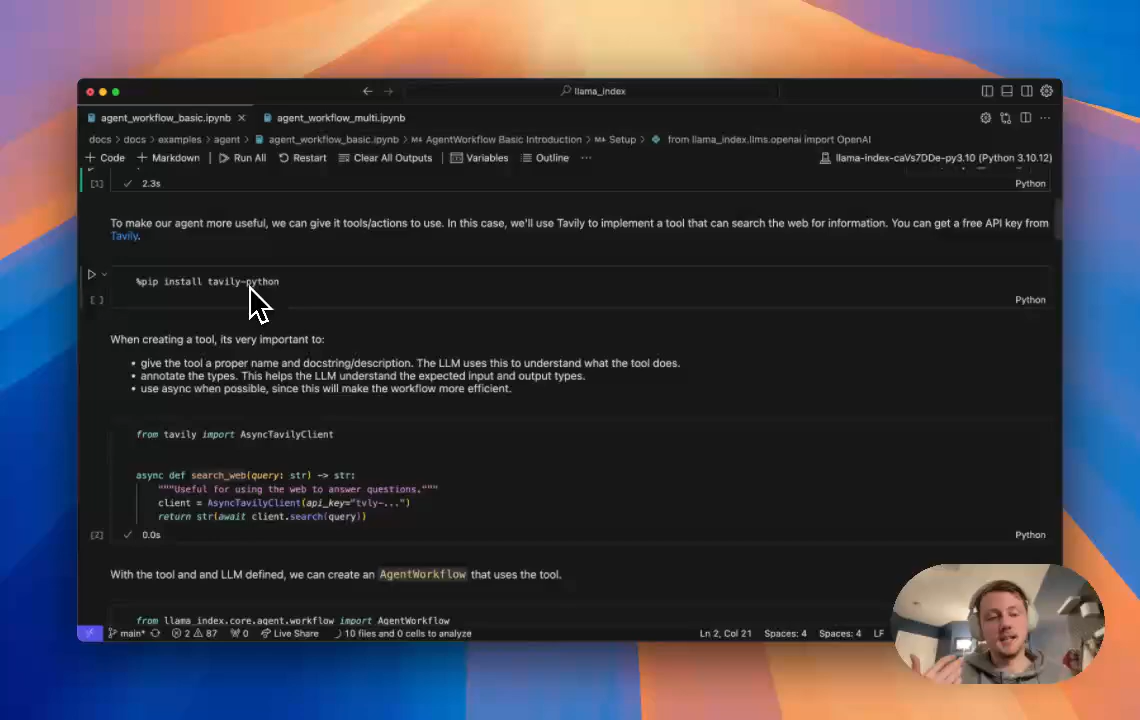 llama_index
agent_workflow_basic.ipynb
agent_workflow_multi.ipynb
docs > docs > examples > agent > agent_workflow_basic.ipynb > M↓ AgentWorkflow Basic Introduction > M↓ Setup > from llama_index.llms.openai import OpenAI
+ Code + Markdown Run All Restart Clear All Outputs Variables Outline ... llama-index-caVs7DDe-py3.10 (Python 3.10.12)
[1] ✓ 2.3s Python
To make our agent more useful, we can give it tools/actions to use. In this case, we'll use Tavily to implement a tool that can search the web for information. You can get a free API key from
Tavily.
%pip install tavily-python
[ ] Python
When creating a tool, its very important to:
• give the tool a proper name and docstring/description. The LLM uses this to understand what the tool does.
• annotate the types. This helps the LLM understand the expected input and output types.
• use async when possible, since this will make the workflow more efficient.
from tavily import AsyncTavilyClient
async def search_web(query: str) -> str:
"""Useful for using the web to answer questions."""
client = AsyncTavilyClient(api_key="tvly-...")
return str(await client.search(query))
[2] ✓ 0.0s Python
With the tool and and LLM defined, we can create an AgentWorkflow that uses the tool.
from llama_index.core.agent.workflow import AgentWorkflow
main* 2 87 0 Live Share 10 files and 0 cells to analyze Ln 2, Col 21 Spaces: 4 Spaces: 4 LF